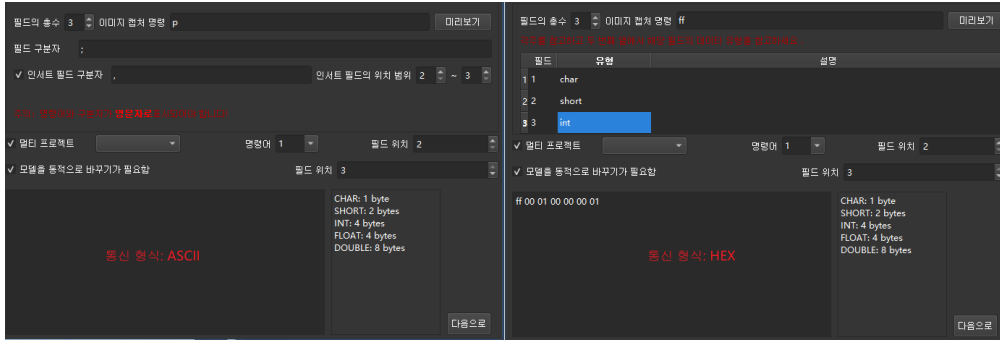 필드의 총수 3 이미지 캡처 명령 p 미리보기
필드 구분자 ;
✓ 인서트 필드 구분자 , 인서트 필드의 위치 범위 2 ~ 3
✓ 멀티 프로젝트 명령어 1 필드 위치 2
✓ 모델을 동적으로 바꾸기가 필요함 필드 위치 3
통신 형식: ASCII
CHAR: 1 byte
SHORT: 2 bytes
INT: 4 bytes
FLOAT: 4 bytes
DOUBLE: 8 bytes
다음으로
필드의 총수 3 이미지 캡처 명령 ff 미리보기
필드 유형 설명
1 1 char
2 2 short
3 3 int
✓ 멀티 프로젝트 명령어 1 필드 위치 2
✓ 모델을 동적으로 바꾸기가 필요함 필드 위치 3
ff 00 01 00 00 00 01
통신 형식: HEX
CHAR: 1 byte
SHORT: 2 bytes
INT: 4 bytes
FLOAT: 4 bytes
DOUBLE: 8 bytes
다음으로